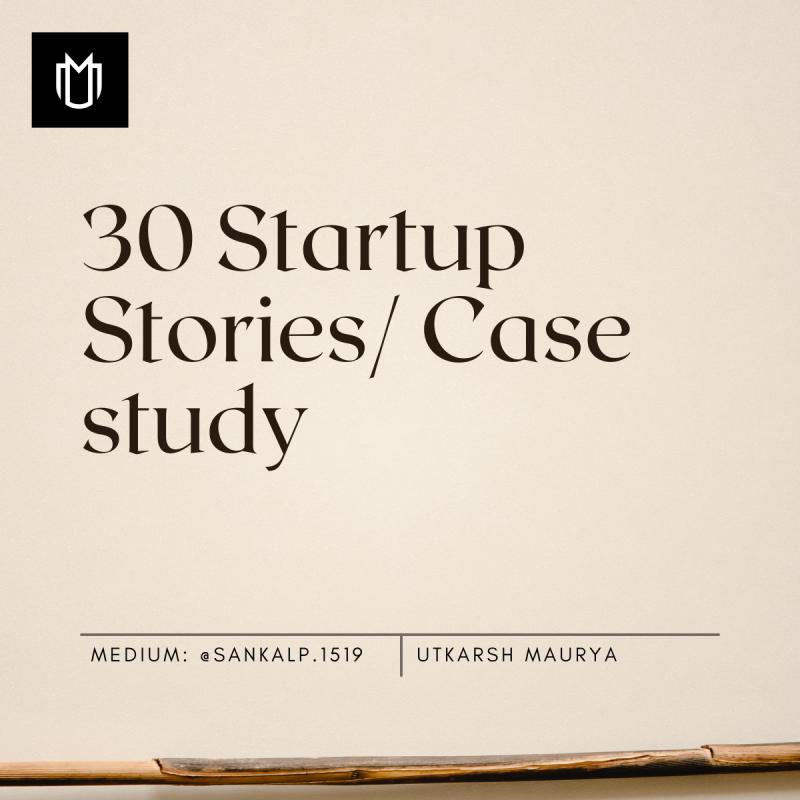 30 Startup
Stories/ Case
study
MEDIUM: @SANKALP.1519
UTKARSH MAURYA